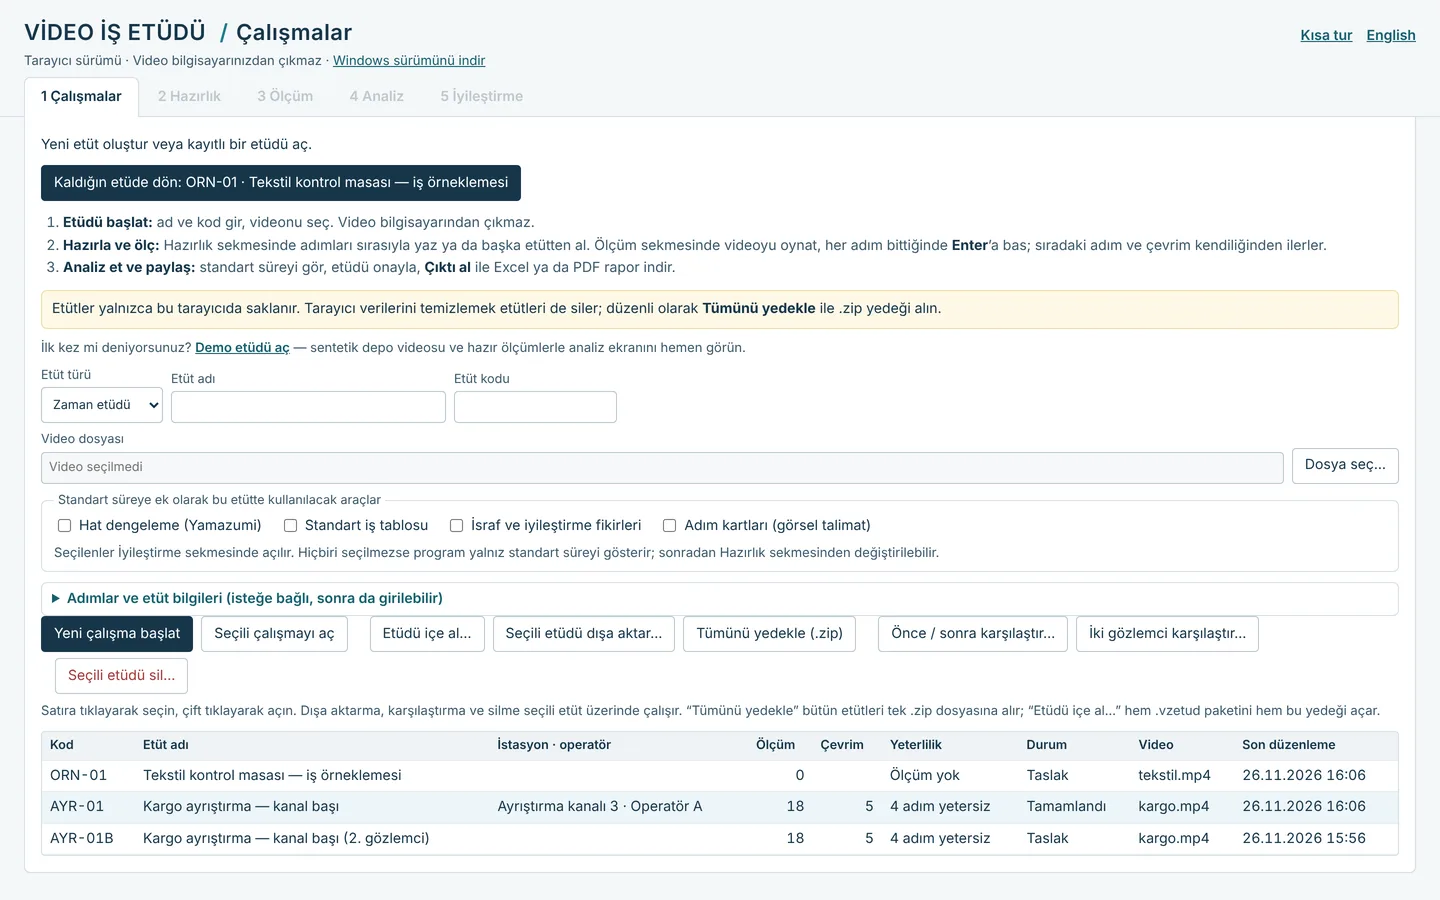 VİDEO İŞ ETÜDÜ / Çalışmalar
Kısa tur English
Tarayıcı sürümü · Video bilgisayarınızdan çıkmaz · Windows sürümünü indir
1 Çalışmalar 2 Hazırlık 3 Ölçüm 4 Analiz 5 İyileştirme
Yeni etüt oluştur veya kayıtlı bir etüdü aç.
Kaldığın etüde dön: ORN-01 · Tekstil kontrol masası — iş örneklemesi
1. Etüdü başlat: ad ve kod gir, videonu seç. Video bilgisayarından çıkmaz.
2. Hazırla ve ölç: Hazırlık sekmesinde adımları sırasıyla yaz ya da başka etütten al. Ölçüm sekmesinde videoyu oynat, her adım bittiğinde Enter'a bas; sıradaki adım ve çevrim kendiliğinden ilerler.
3. Analiz et ve paylaş: standart süreyi gör, etüdü onayla, Çıktı al ile Excel ya da PDF rapor indir.
Etütler yalnızca bu tarayıcıda saklanır. Tarayıcı verilerini temizlemek etütleri de siler; düzenli olarak Tümünü yedekle ile .zip yedeği alın.
İlk kez mi deniyorsunuz? Demo etüdü aç — sentetik depo videosu ve hazır ölçümlerle analiz ekranını hemen görün.
Etüt türü Etüt adı Etüt kodu
Zaman etüdü
Video dosyası
Video seçilmedi Dosya seç...
Standart süreye ek olarak bu etütte kullanılacak araçlar
Hat dengeleme (Yamazumi) Standart iş tablosu İsraf ve iyileştirme fikirleri Adım kartları (görsel talimat)
Seçilenler İyileştirme sekmesinde açılır. Hiçbiri seçilmezse program yalnız standart süreyi gösterir; sonradan Hazırlık sekmesinden değiştirilebilir.
Adımlar ve etüt bilgileri (isteğe bağlı, sonra da girilebilir)
Yeni çalışma başlat Seçili çalışmayı aç Etüdü içe al... Seçili etüdü dışa aktar... Tümünü yedekle (.zip) Önce / sonra karşılaştır... İki gözlemci karşılaştır...
Seçili etüdü sil...
Satıra tıklayarak seçin, çift tıklayarak açın. Dışa aktarma, karşılaştırma ve silme seçili etüt üzerinde çalışır. “Tümünü yedekle” bütün etütleri tek .zip dosyasına alır; “Etüdü içe al...” hem .vzetud paketini hem bu yedeği açar.
Kod Etüt adı İstasyon · operatör Ölçüm Çevrim Yeterlilik Durum Video Son düzenleme
ORN-01 Tekstil kontrol masası — iş örneklemesi 0 Ölçüm yok Taslak tekstil.mp4 26.11.2026 16:06
AYR-01 Kargo ayrıştırma — kanal başı Ayrıştırma kanalı 3 · Operatör A 18 5 4 adım yetersiz Tamamlandı kargo.mp4 26.11.2026 16:06
AYR-01B Kargo ayrıştırma — kanal başı (2. gözlemci) 18 5 4 adım yetersiz Taslak kargo.mp4 26.11.2026 15:56